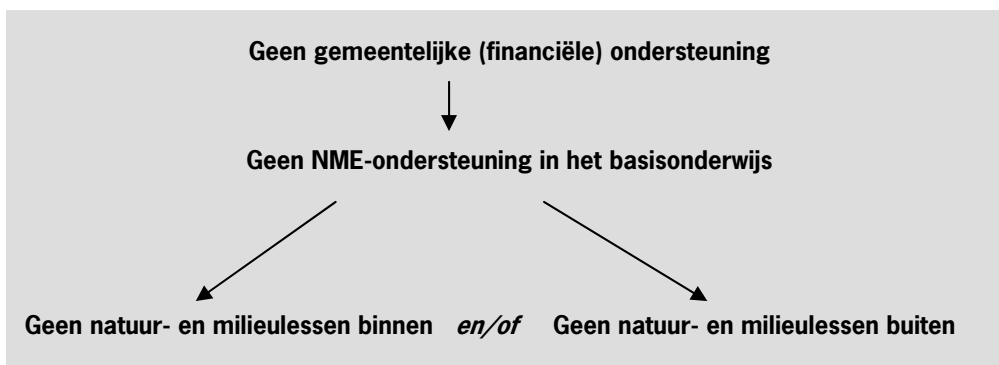 Geen gemeentelijke (financiële) ondersteuning
Geen NME-ondersteuning in het basisonderwijs
Geen natuur- en milieulessen binnen en/of Geen natuur- en milieulessen buiten